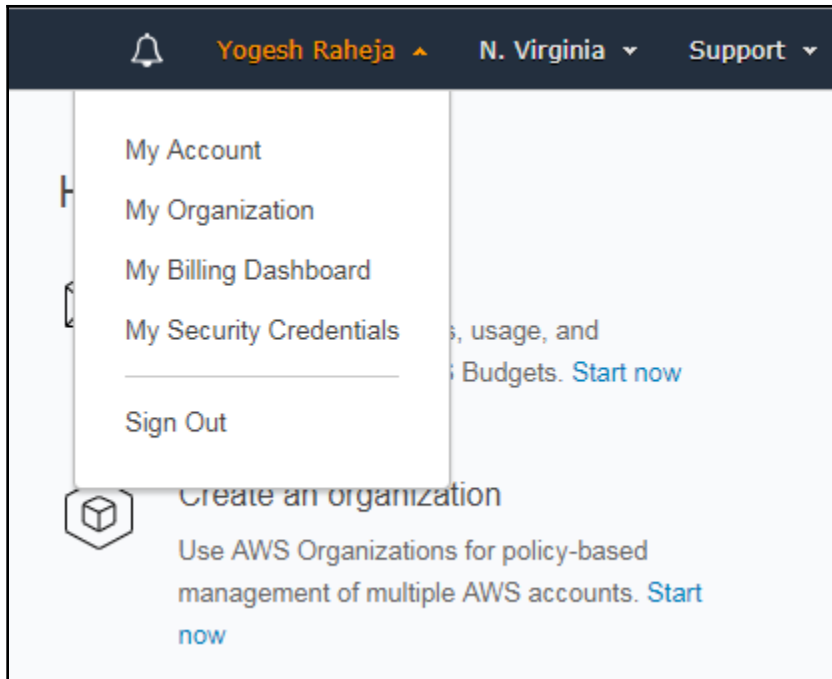 Yogesh Raheja N. Virginia Support
My Account
My Organization
My Billing Dashboard
My Security Credentials
usage, and
Budgets. Start now
Sign Out
Create an organization
Use AWS Organizations for policy-based
management of multiple AWS accounts. Start
now